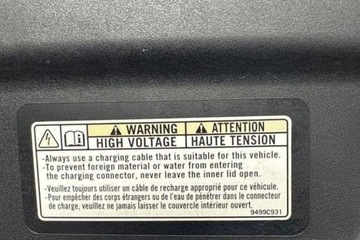 WARNING ATTENTION
HIGH VOLTAGE HAUTE TENSION
-Always use a charging cable that is suitable for this vehicle.
-To prevent foreign material or water from entering
the charging connector, never leave the inner lid open.
-Veuillez toujours utiliser un câble de recharge approprié pour ce véhicule.
-Pour empêcher des corps étrangers ou de l'eau de pénétrer dans le connecteur
de charge, veuillez ne jamais laisser le couvercle intérieur ouvert.
9499C931